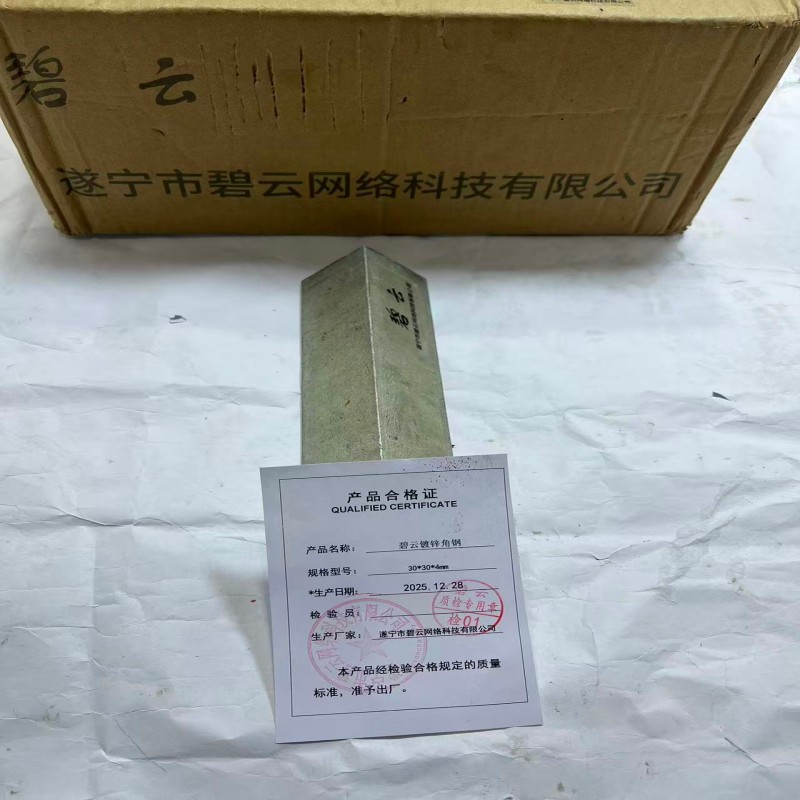 碧云
遂宁市碧云网络科技有限公司
碧云
产品合格证
QUALIFIED CERTIFICATE
产品名称: 碧云镀锌角钢
规格型号: 30*30*4mm
*生产日期: 2025.12.28
检验员:
碧云
质检专用章
检01
生产厂家: 遂宁市碧云网络科技有限公司
本产品经检验合格规定的质量
标准,准予出厂。